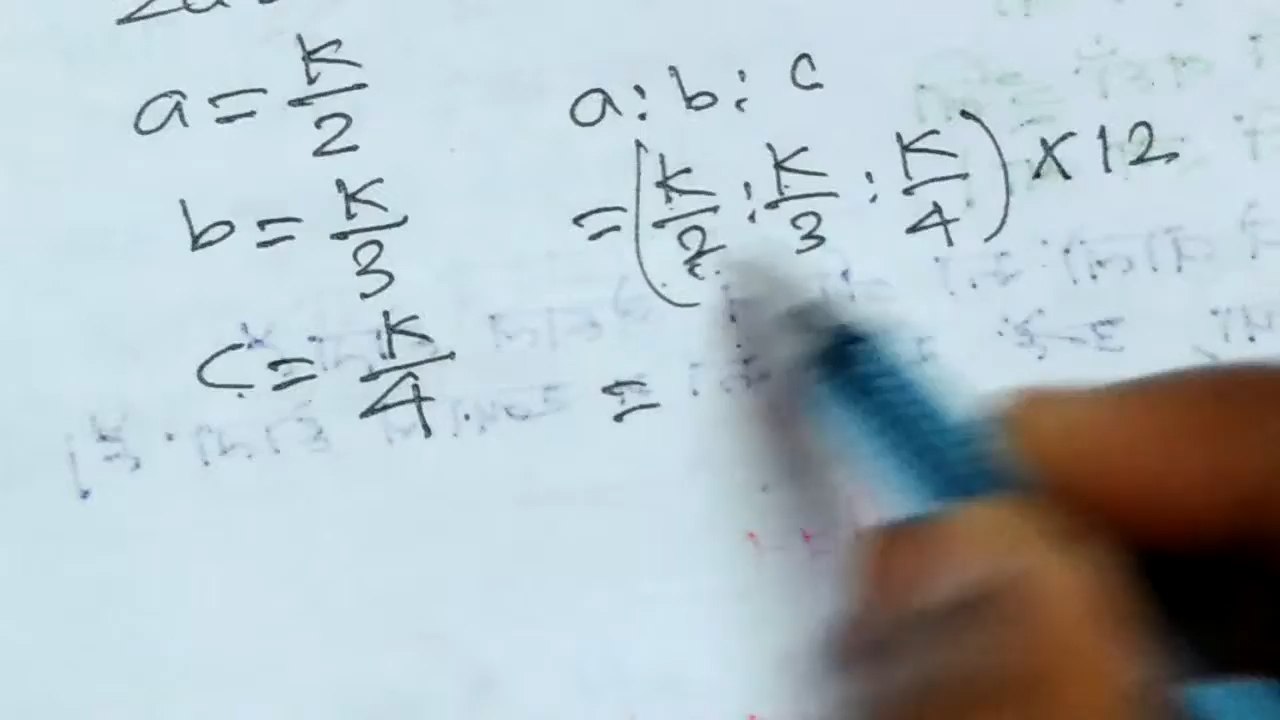 a = K/2
b = K/3
c = K/4
a : b : c
= (K/2 : K/3 : K/4) × 12
=